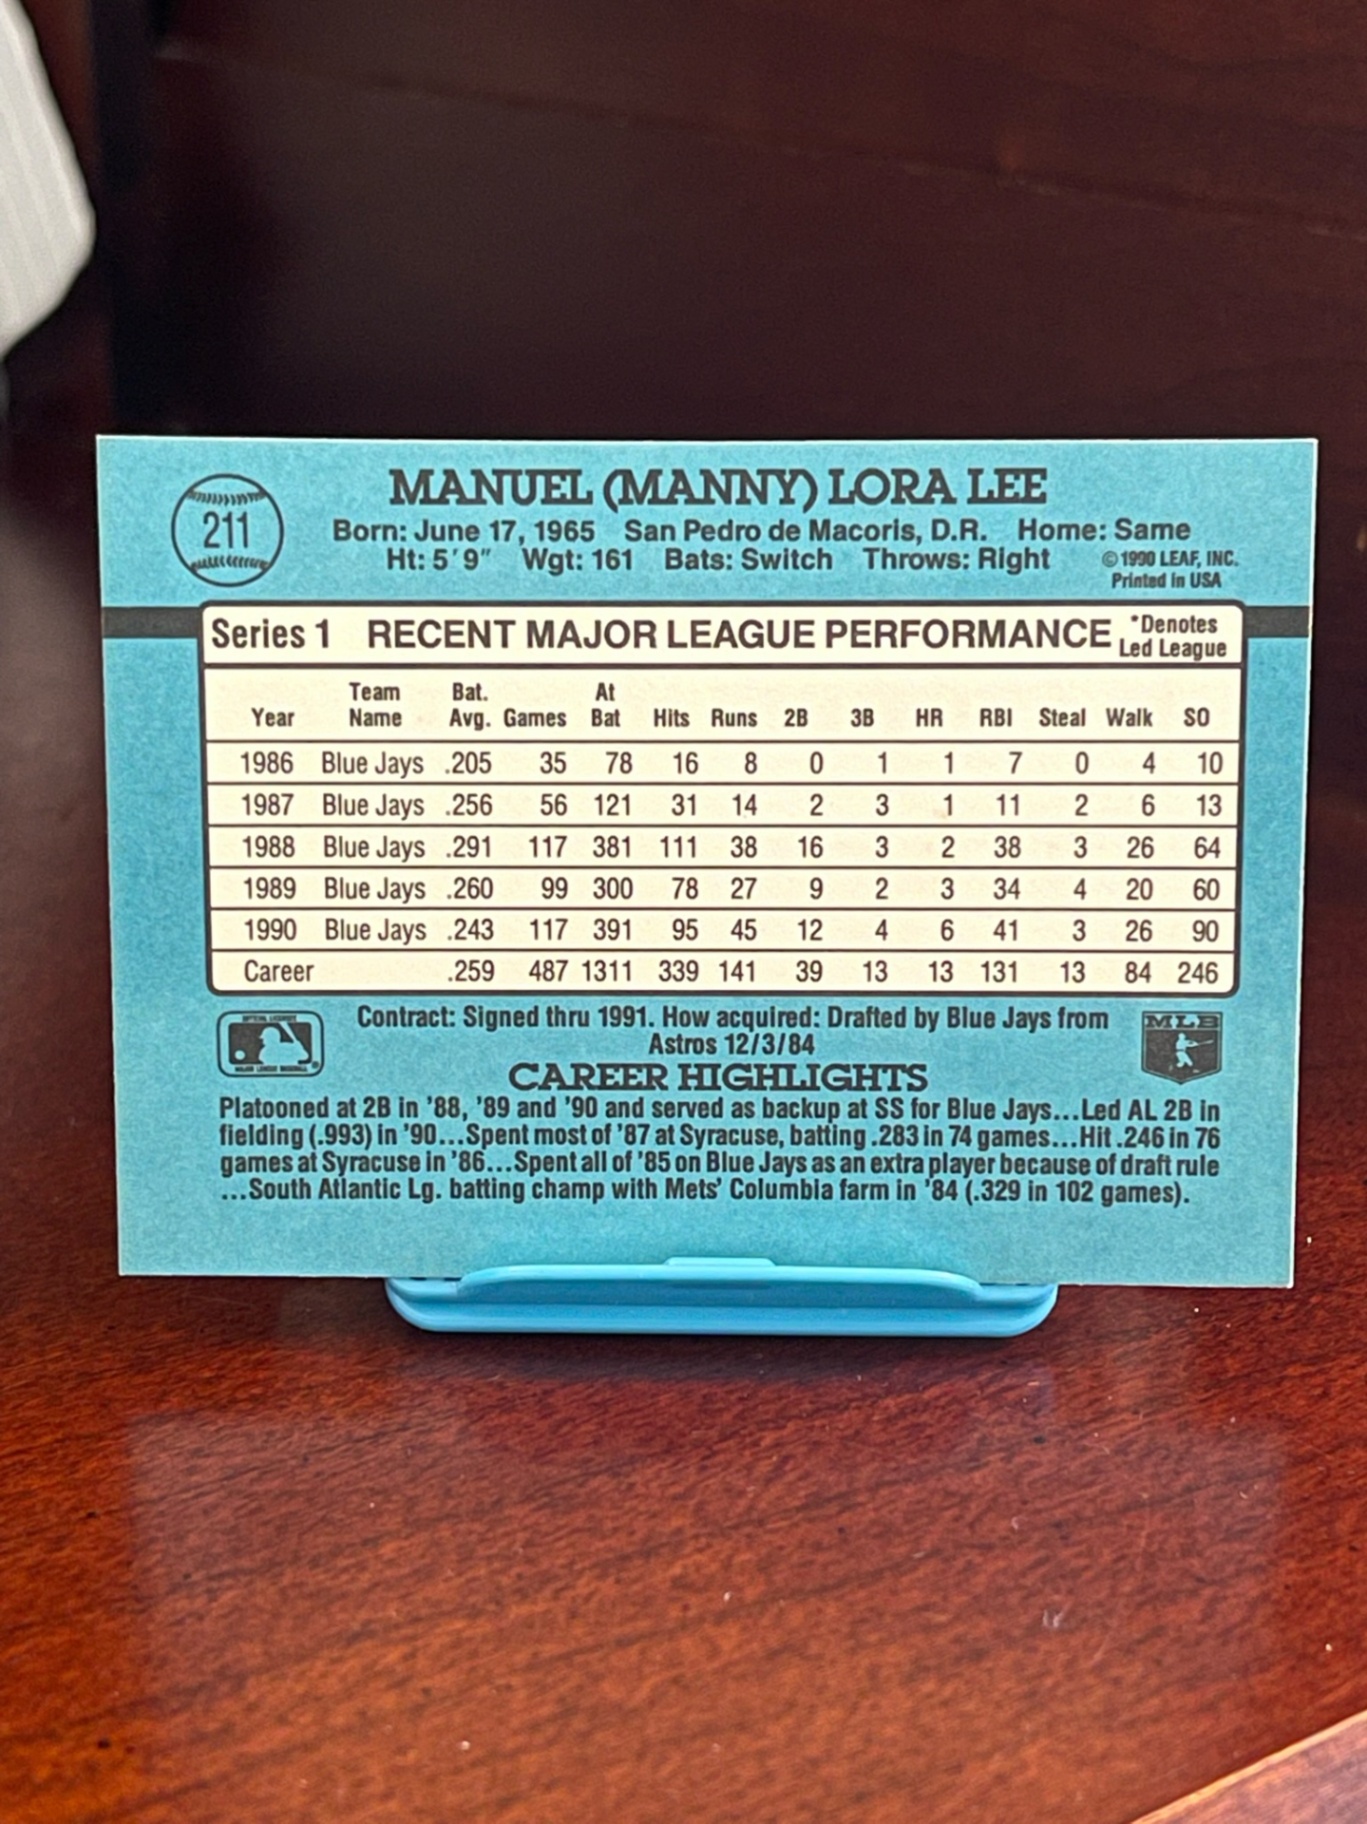 211
MANUEL (MANNY) LORA LEE
Born: June 17, 1965 San Pedro de Macoris, D.R. Home: Same
Ht: 5'9" Wgt: 161 Bats: Switch Throws: Right
© 1990 LEAF, INC.
Printed in USA
Series 1 RECENT MAJOR LEAGUE PERFORMANCE
*Denotes
Led League
Year Team Name Bat. Avg. Games At Bat Hits Runs 2B 3B HR RBI Steal Walk SO
1986 Blue Jays .205 35 78 16 8 0 1 1 7 0 4 10
1987 Blue Jays .256 56 121 31 14 2 3 1 11 2 6 13
1988 Blue Jays .291 117 381 111 38 16 3 2 38 3 26 64
1989 Blue Jays .260 99 300 78 27 9 2 3 34 4 20 60
1990 Blue Jays .243 117 391 95 45 12 4 6 41 3 26 90
Career .259 487 1311 339 141 39 13 13 131 13 84 246
Contract: Signed thru 1991. How acquired: Drafted by Blue Jays from
Astros 12/3/84
MLB
CAREER HIGHLIGHTS
Platooned at 2B in '88, '89 and '90 and served as backup at SS for Blue Jays...Led AL 2B in
fielding (.993) in '90...Spent most of '87 at Syracuse, batting .283 in 74 games...Hit .246 in 76
games at Syracuse in '86...Spent all of '85 on Blue Jays as an extra player because of draft rule
...South Atlantic Lg. batting champ with Mets' Columbia farm in '84 (.329 in 102 games).